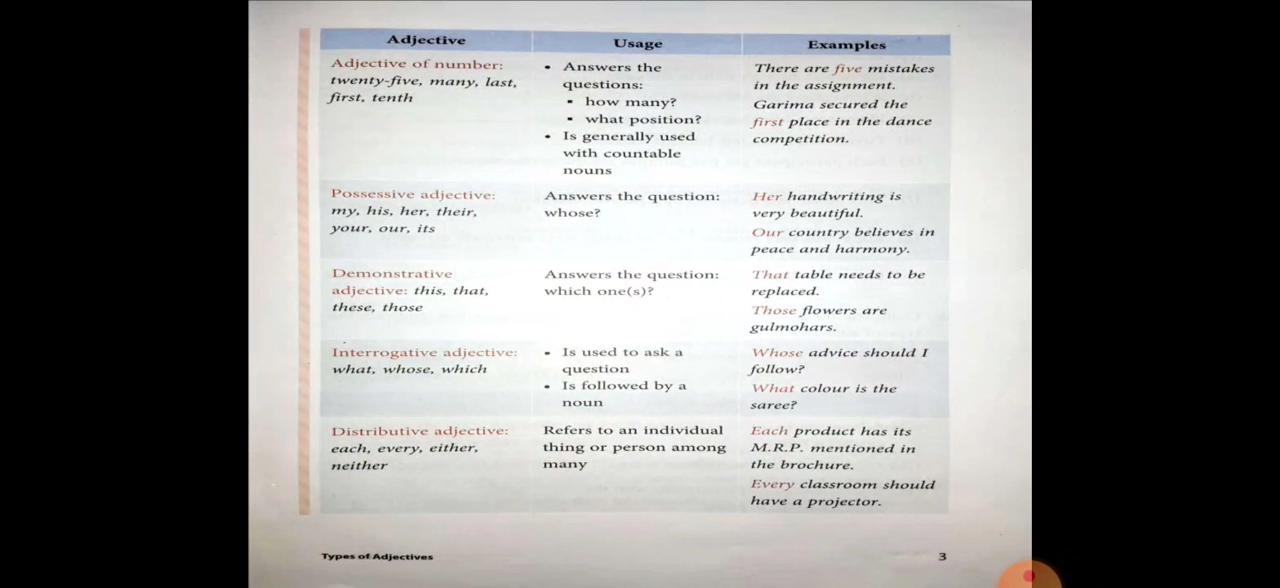 Adjective
Usage
Examples
Adjective of number:
twenty-five, many, last,
first, tenth
• Answers the
questions:
▪ how many?
▪ what position?
• Is generally used
with countable
nouns
There are five mistakes
in the assignment.
Garima secured the
first place in the dance
competition.
Possessive adjective:
my, his, her, their,
your, our, its
Answers the question:
whose?
Her handwriting is
very beautiful.
Our country believes in
peace and harmony.
Demonstrative
adjective: this, that,
these, those
Answers the question:
which one(s)?
That table needs to be
replaced.
Those flowers are
gulmohars.
Interrogative adjective:
what, whose, which
• Is used to ask a
question
• Is followed by a
noun
Whose advice should I
follow?
What colour is the
saree?
Distributive adjective:
each, every, either,
neither
Refers to an individual
thing or person among
many
Each product has its
M.R.P. mentioned in
the brochure.
Every classroom should
have a projector.
Types of Adjectives
3